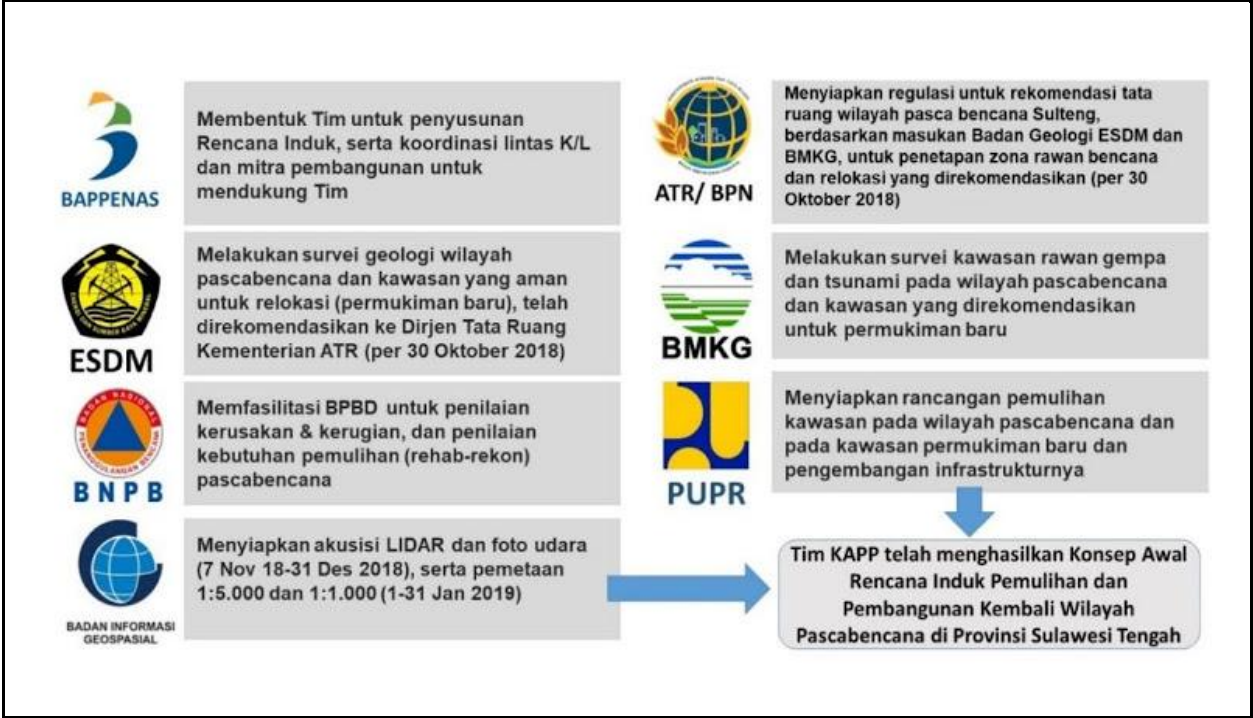 BAPPENAS
Membentuk Tim untuk penyusunan
Rencana Induk, serta koordinasi lintas K/L
dan mitra pembangunan untuk
mendukung Tim
ESDM
Melakukan survei geologi wilayah
pascabencana dan kawasan yang aman
untuk relokasi (permukiman baru), telah
direkomendasikan ke Dirjen Tata Ruang
Kementerian ATR (per 30 Oktober 2018)
BADAN NASIONAL
PENANGGULANGAN BENCANA
BNPB
Memfasilitasi BPBD untuk penilaian
kerusakan & kerugian, dan penilaian
kebutuhan pemulihan (rehab-rekon)
pascabencana
BADAN INFORMASI
GEOSPASIAL
Menyiapkan akusisi LIDAR dan foto udara
(7 Nov 18-31 Des 2018), serta pemetaan
1:5.000 dan 1:1.000 (1-31 Jan 2019)
ATR/ BPN
Menyiapkan regulasi untuk rekomendasi tata
ruang wilayah pasca bencana Sulteng,
berdasarkan masukan Badan Geologi ESDM dan
BMKG, untuk penetapan zona rawan bencana
dan relokasi yang direkomendasikan (per 30
Oktober 2018)
BMKG
Melakukan survei kawasan rawan gempa
dan tsunami pada wilayah pascabencana
dan kawasan yang direkomendasikan
untuk permukiman baru
PUPR
Menyiapkan rancangan pemulihan
kawasan pada wilayah pascabencana dan
pada kawasan permukiman baru dan
pengembangan infrastrukturnya
Tim KAPP telah menghasilkan Konsep Awal
Rencana Induk Pemulihan dan
Pembangunan Kembali Wilayah
Pascabencana di Provinsi Sulawesi Tengah